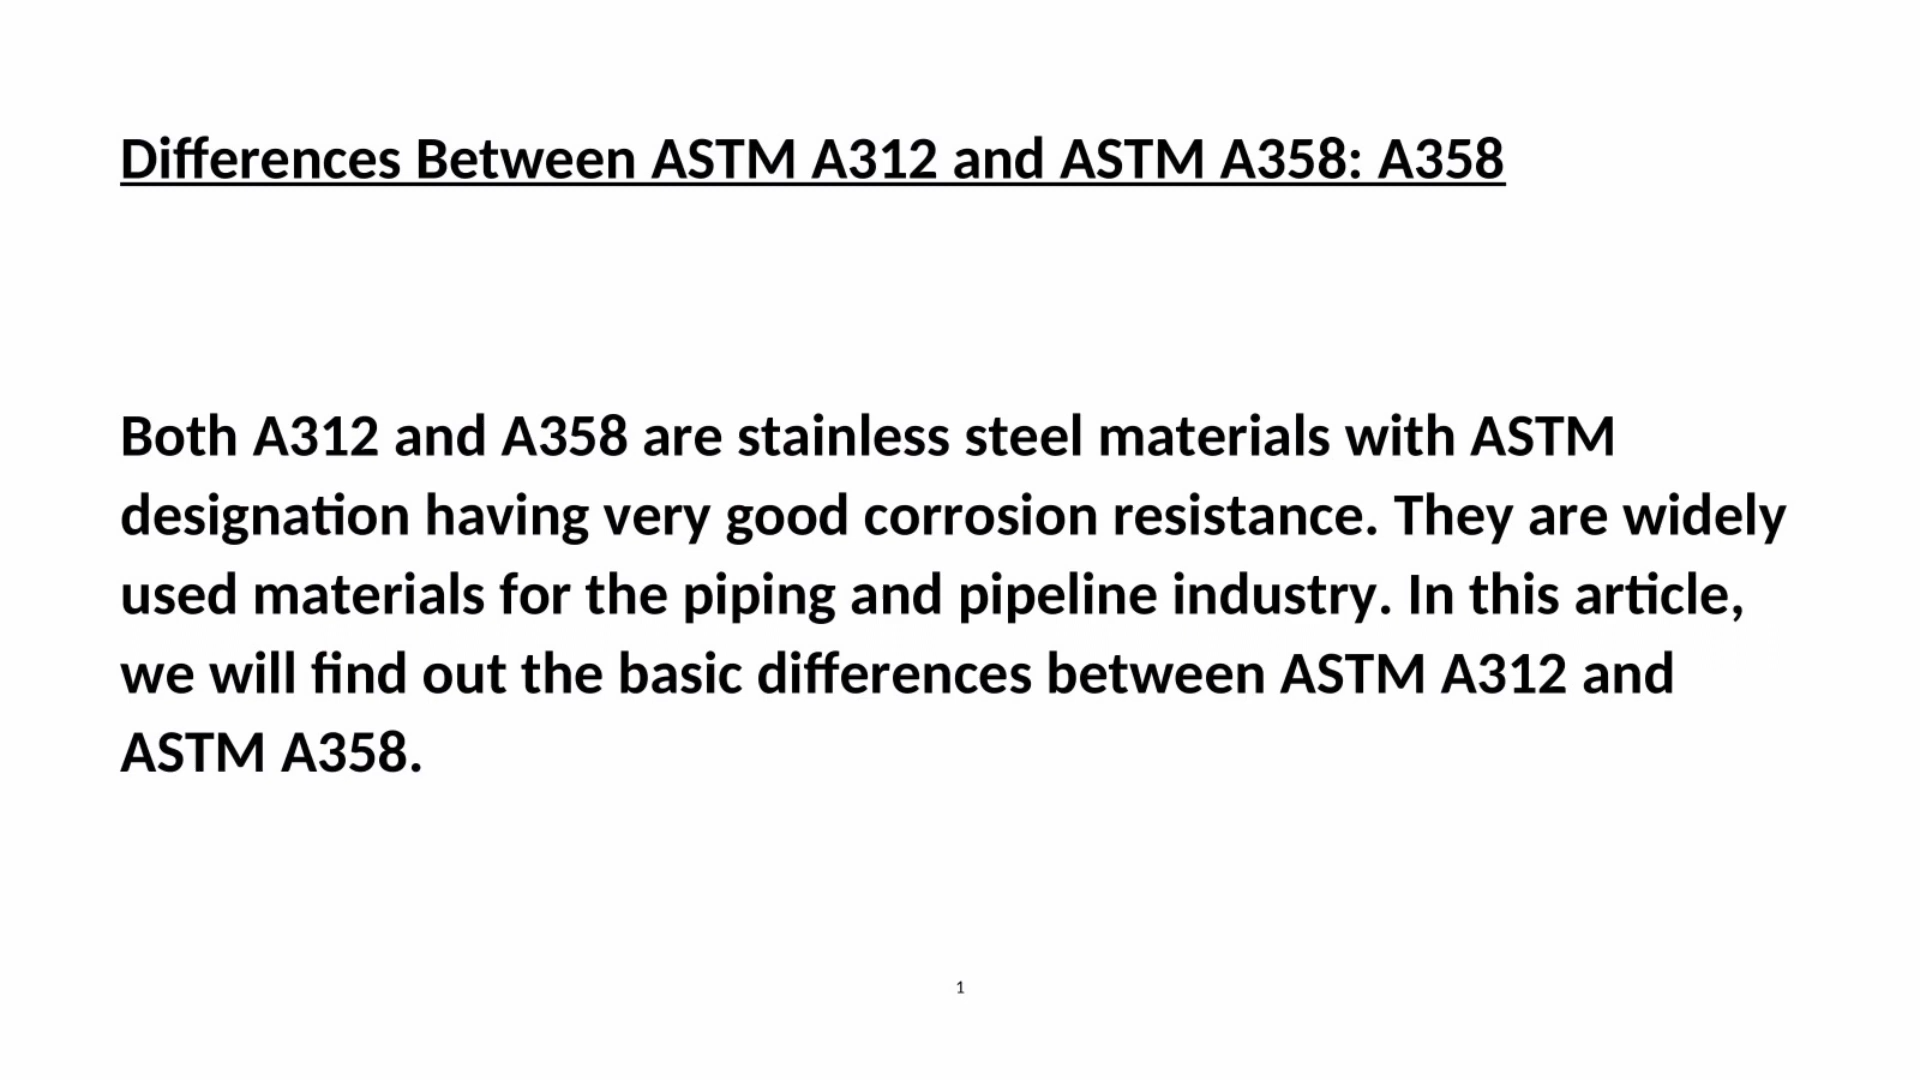 Differences Between ASTM A312 and ASTM A358: A358
Both A312 and A358 are stainless steel materials with ASTM
designation having very good corrosion resistance. They are widely
used materials for the piping and pipeline industry. In this article,
we will find out the basic differences between ASTM A312 and
ASTM A358.
1